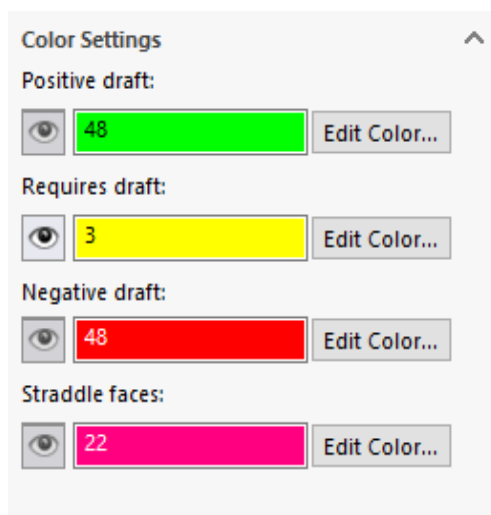 Color Settings
Positive draft:
48 Edit Color...
Requires draft:
3 Edit Color...
Negative draft:
48 Edit Color...
Straddle faces:
22 Edit Color...